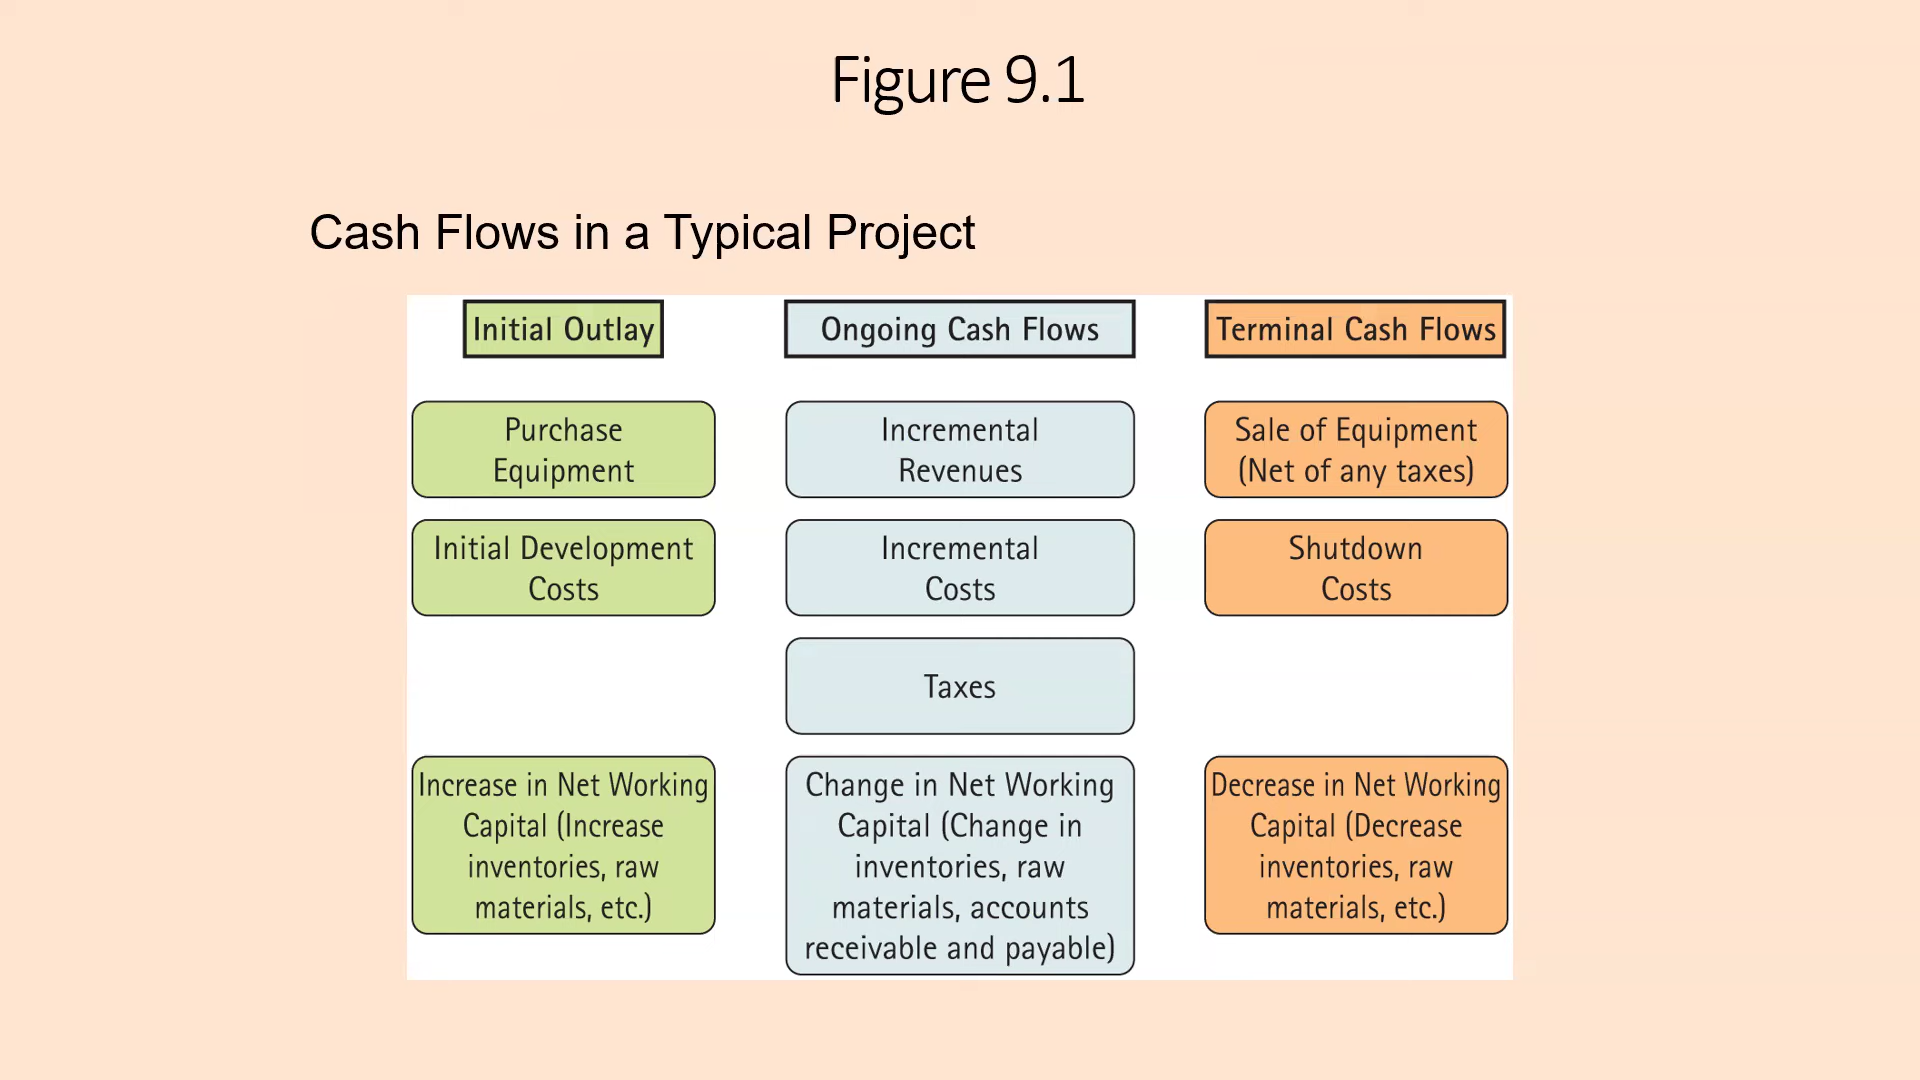 Figure 9.1
Cash Flows in a Typical Project
Initial Outlay
Ongoing Cash Flows
Terminal Cash Flows
Purchase
Equipment
Incremental
Revenues
Sale of Equipment
(Net of any taxes)
Initial Development
Costs
Incremental
Costs
Shutdown
Costs
Taxes
Increase in Net Working
Capital (Increase
inventories, raw
materials, etc.)
Change in Net Working
Capital (Change in
inventories, raw
materials, accounts
receivable and payable)
Decrease in Net Working
Capital (Decrease
inventories, raw
materials, etc.)